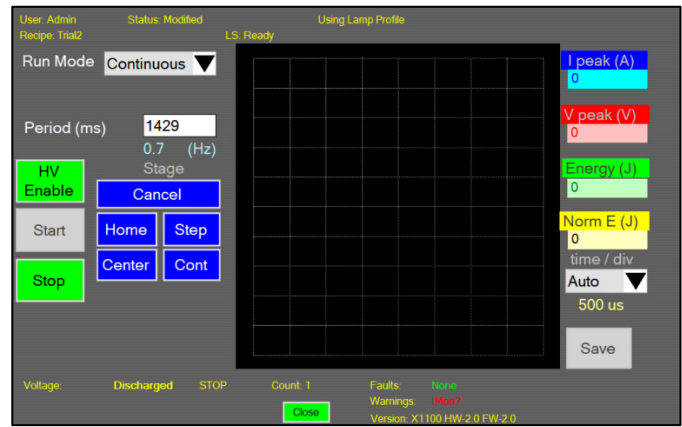 User: Admin Status: Modified Using Lamp Profile
Recipe: Trial2 LS: Ready
Run Mode Continuous
I peak (A)
0
V peak (V)
0
Period (ms) 1429
0.7 (Hz)
Stage
HV Enable
Cancel
Energy (J)
0
Start
Home Step
Norm E (J)
0
Center Cont
Stop
time / div
Auto
500 us
Save
Voltage: Discharged STOP Count: 1 Faults: None
Warnings: IMon?
Close
Version: X1100 HW-2.0 FW-2.0